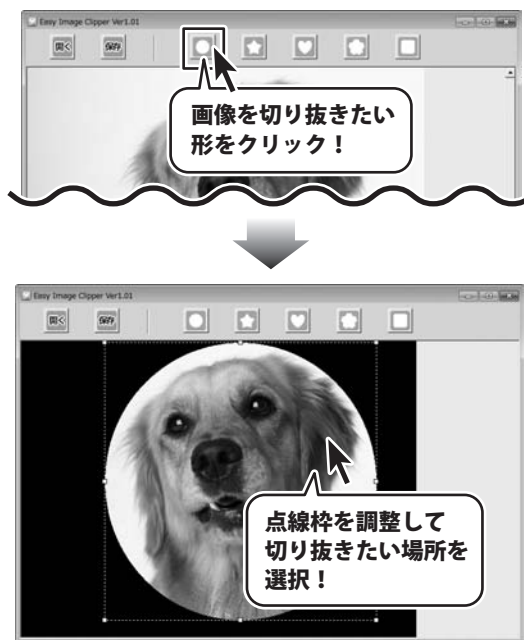 Easy Image Clipper Ver1.01
開く 保存
画像を切り抜きたい
形をクリック！
Easy Image Clipper Ver1.01
開く 保存
点線枠を調整して
切り抜きたい場所を
選択！